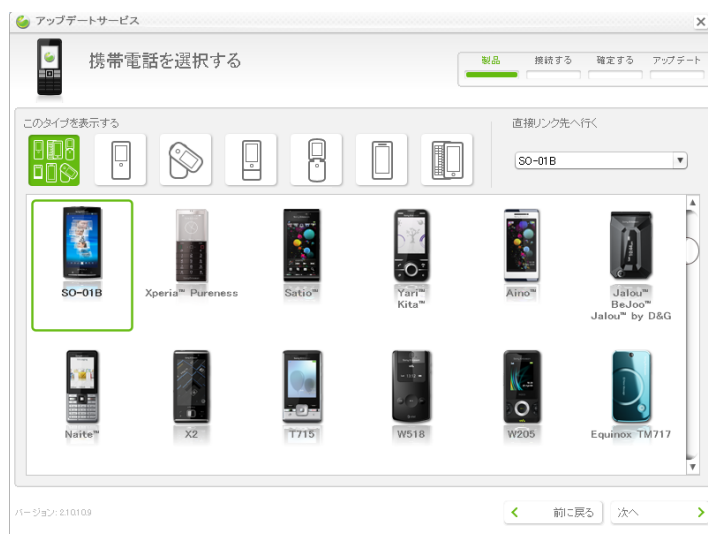 アップデートサービス
携帯電話を選択する
製品 接続する 確定する アップデート
このタイプを表示する
直接リンク先へ行く
SO-01B
SO-01B
Xperia™ Pureness
Satio™
Yari™
Kita™
Aino™
Jalou™
BeJoo™
Jalou™ by D&G
Naite™
X2
T715
W518
W205
Equinox TM717
バージョン: 2.10.10.9
前に戻る
次へ